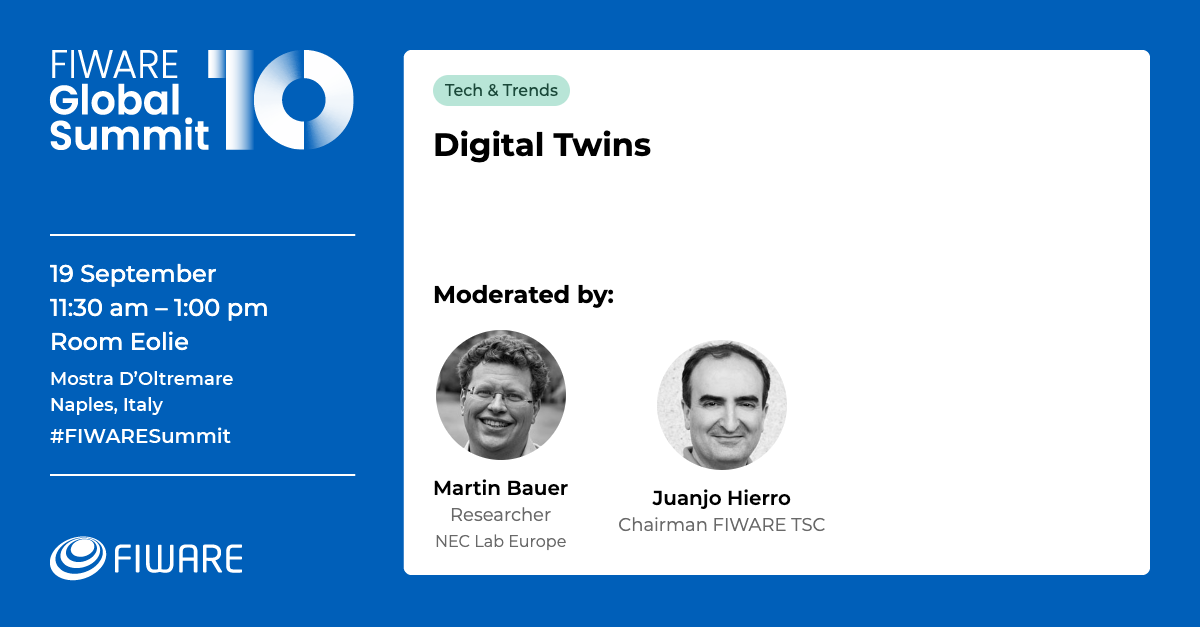 FIWARE
Global
Summit
10
19 September
11:30 am – 1:00 pm
Room Eolie
Mostra D’Oltremare
Naples, Italy
#FIWARESummit
FIWARE
Tech & Trends
Digital Twins
Moderated by:
Martin Bauer
Researcher
NEC Lab Europe
Juanjo Hierro
Chairman FIWARE TSC